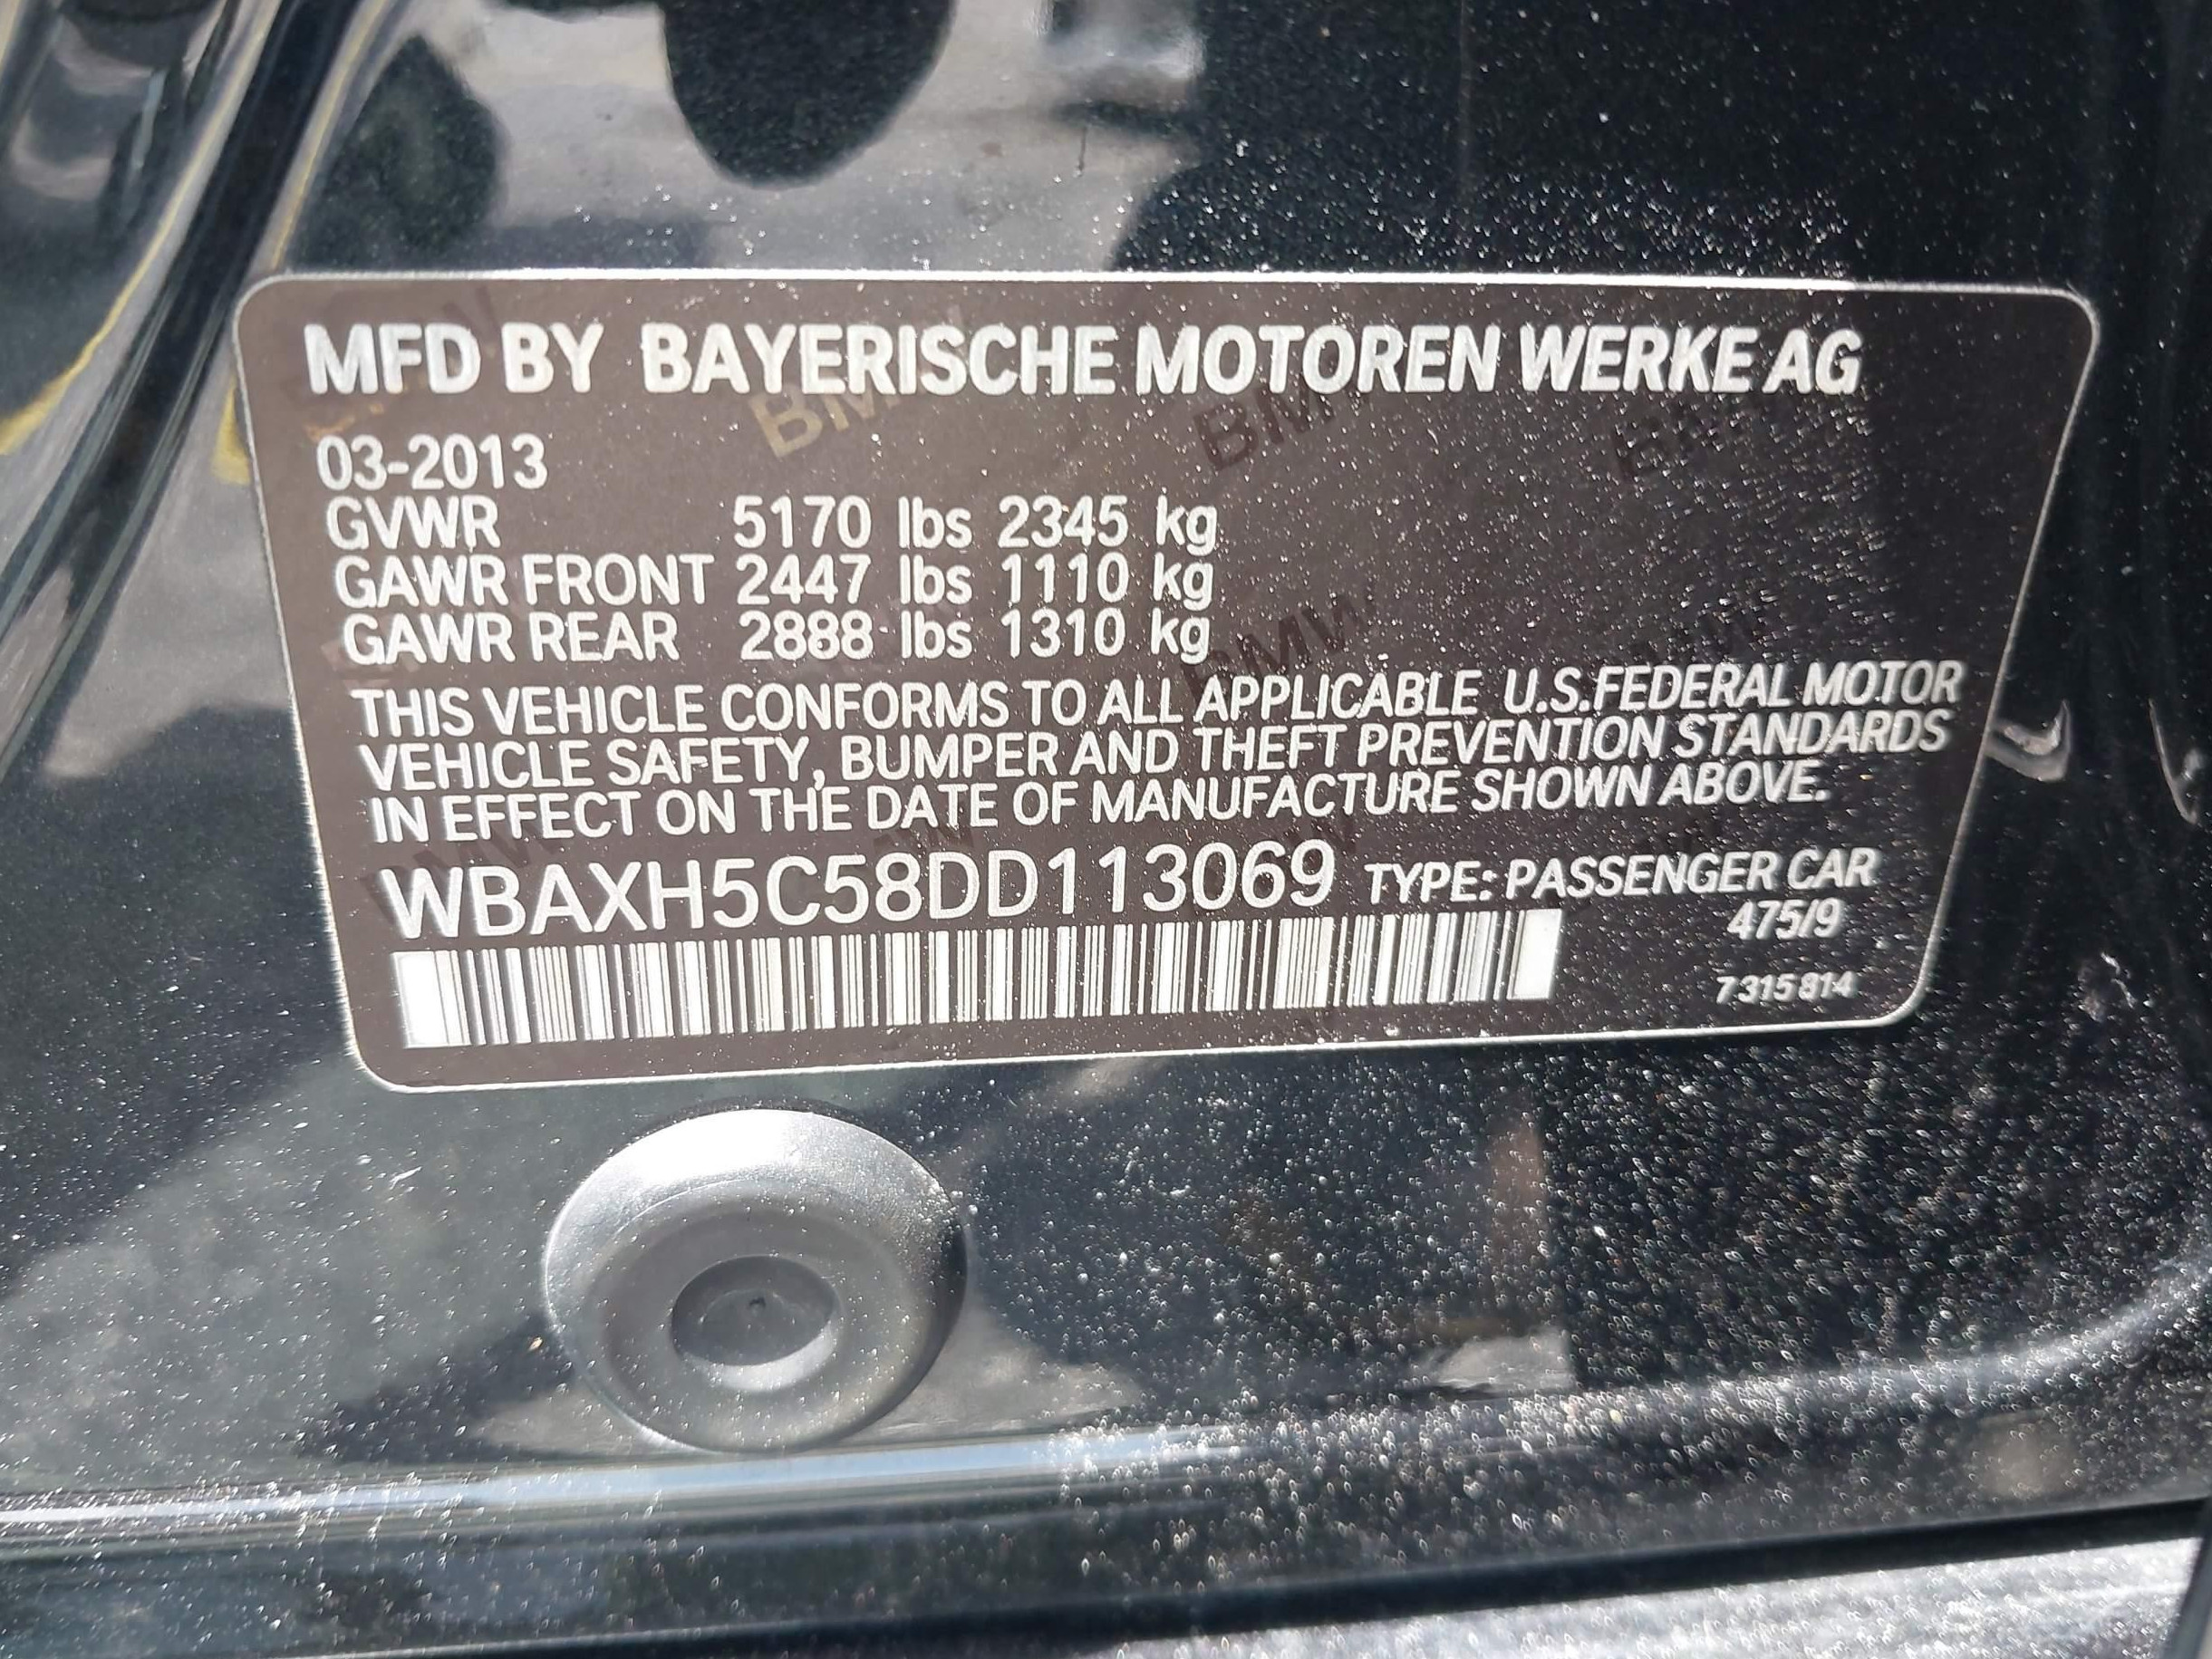 MFD BY BAYERISCHE MOTOREN WERKE AG
03-2013
GVWR 5170 lbs 2345 kg
GAWR FRONT 2447 lbs 1110 kg
GAWR REAR 2888 lbs 1310 kg
THIS VEHICLE CONFORMS TO ALL APPLICABLE U.S.FEDERAL MOTOR
VEHICLE SAFETY, BUMPER AND THEFT PREVENTION STANDARDS
IN EFFECT ON THE DATE OF MANUFACTURE SHOWN ABOVE.
WBAXH5C58DD113069 TYPE: PASSENGER CAR
475/9
7315814